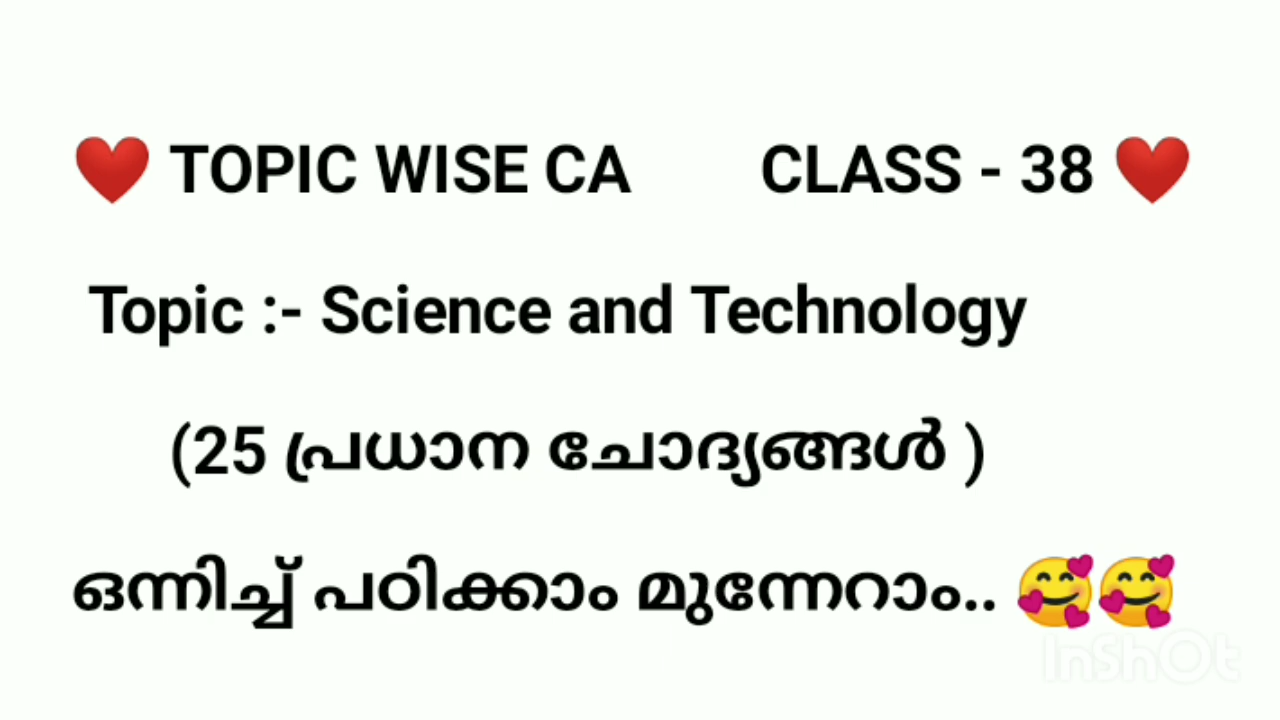 ❤️ TOPIC WISE CA CLASS - 38 ❤️
Topic :- Science and Technology
(25 പ്രധാന ചോദ്യങ്ങൾ )
ഒന്നിച്ച് പഠിക്കാം മുന്നേറാം.. 🥰🥰
InShOt